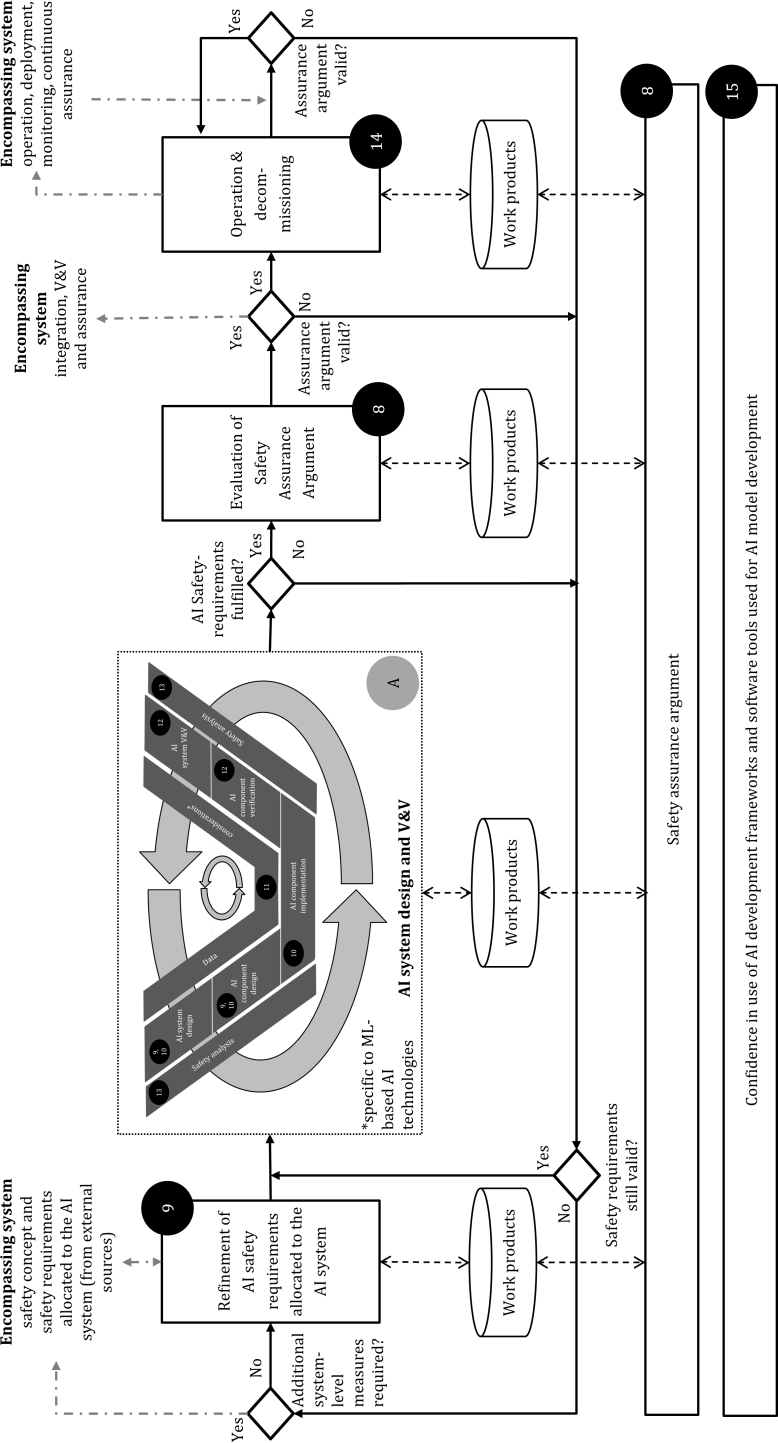 Encompassing system
safety concept and
safety requirements
allocated to the AI
system (from external
sources)
Yes
No
Additional
system-
level
measures
required?
9
Refinement of
AI safety
requirements
allocated to the
AI system
Work products
No
Yes
Safety requirements
still valid?
13
Safety analysis
9,
10
AI system
design
9,
10
AI
component
design
Data
considerations*
11
10
AI component
implementation
12
AI
component
verification
12
AI
system V&V
13
Safety analysis
*specific to ML-
based AI
technologies
AI system design and V&V
A
Work products
AI Safety-
requirements
fulfilled?
Yes
No
Evaluation of
Safety
Assurance
Argument
8
Work products
Encompassing
system
integration, V&V
and assurance
Yes
Yes
No
Assurance
argument
valid?
Operation &
decom-
missioning
14
Work products
Encompassing system
operation, deployment,
monitoring, continuous
assurance
Yes
No
Assurance
argument
valid?
Safety assurance argument
8
Confidence in use of AI development frameworks and software tools used for AI model development
15